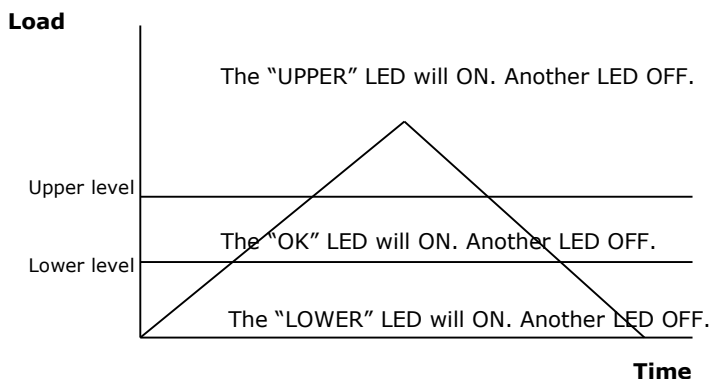 Load
The “UPPER” LED will ON. Another LED OFF.
Upper level
The “OK” LED will ON. Another LED OFF.
Lower level
The “LOWER” LED will ON. Another LED OFF.
Time